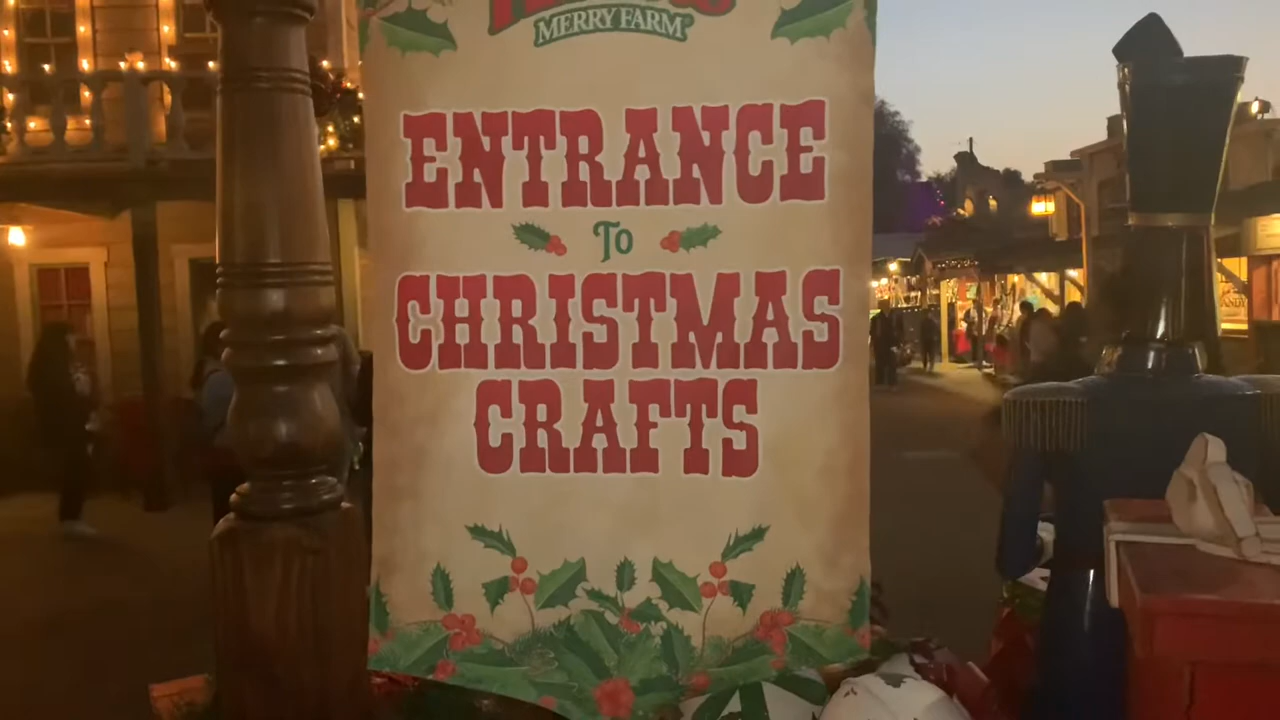 MERRY FARM®
ENTRANCE
To
CHRISTMAS
CRAFTS